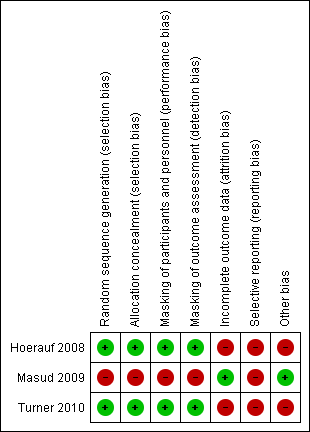 Random sequence generation (selection bias)
Allocation concealment (selection bias)
Masking of participants and personnel (performance bias)
Masking of outcome assessment (detection bias)
Incomplete outcome data (attrition bias)
Selective reporting (reporting bias)
Other bias
Hoerauf 2008 + + + + - - -
Masud 2009 - - - - + - +
Turner 2010 + + + + - - -